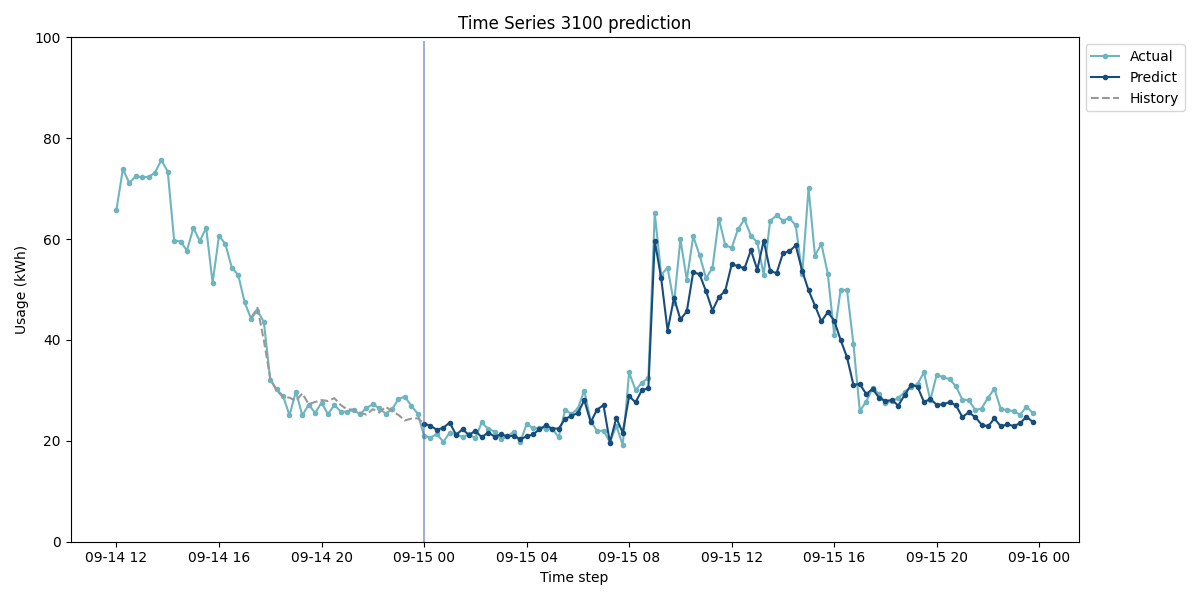 Time Series 3100 prediction
100
80
60
40
20
0
Usage (kWh)
09-14 12
09-14 16
09-14 20
09-15 00
09-15 04
09-15 08
09-15 12
09-15 16
09-15 20
09-16 00
Time step
Actual
Predict
History